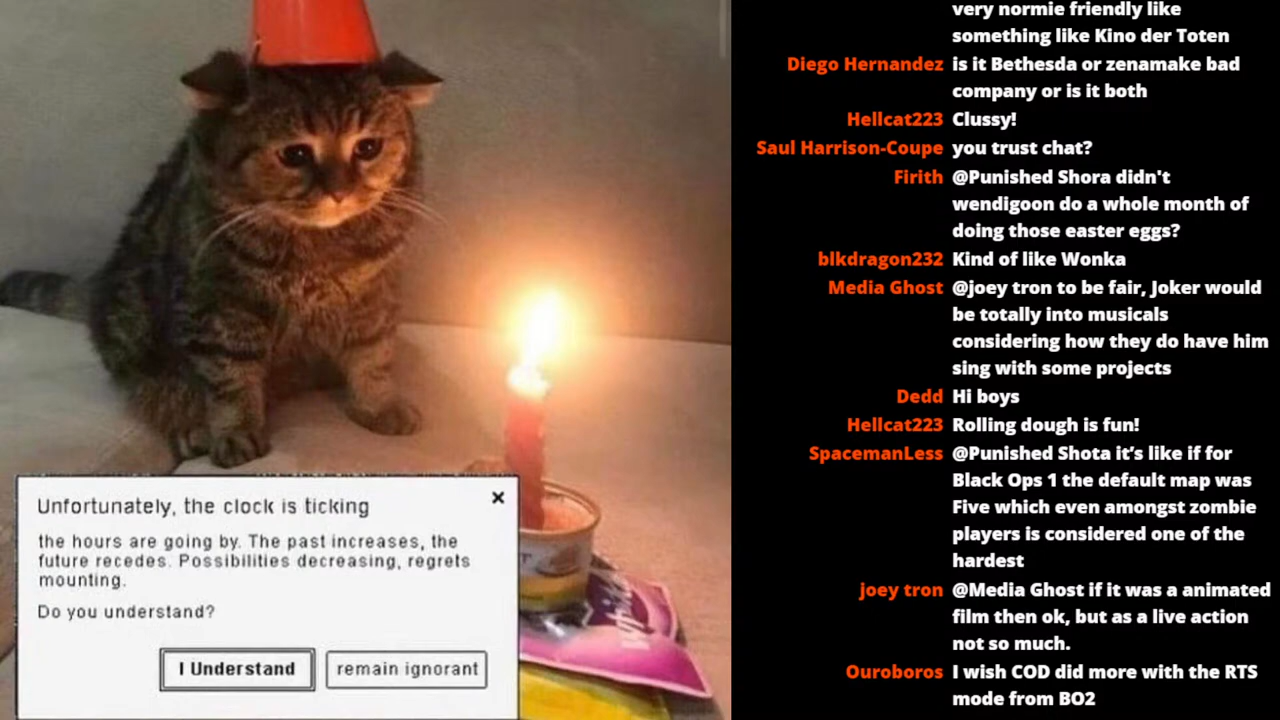 Unfortunately, the clock is ticking
the hours are going by. The past increases, the
future recedes. Possibilities decreasing, regrets
mounting.
Do you understand?
I Understand
remain ignorant
very normie friendly like
something like Kino der Toten
Diego Hernandez is it Bethesda or zenamake bad
company or is it both
Hellcat223 Clussy!
Saul Harrison-Coupe you trust chat?
Firith @Punished Shora didn't
wendigoon do a whole month of
doing those easter eggs?
blkdragon232 Kind of like Wonka
Media Ghost @joey tron to be fair, Joker would
be totally into musicals
considering how they do have him
sing with some projects
Dedd Hi boys
Hellcat223 Rolling dough is fun!
SpacemanLess @Punished Shota it’s like if for
Black Ops 1 the default map was
Five which even amongst zombie
players is considered one of the
hardest
joey tron @Media Ghost if it was a animated
film then ok, but as a live action
not so much.
Ouroboros I wish COD did more with the RTS
mode from BO2